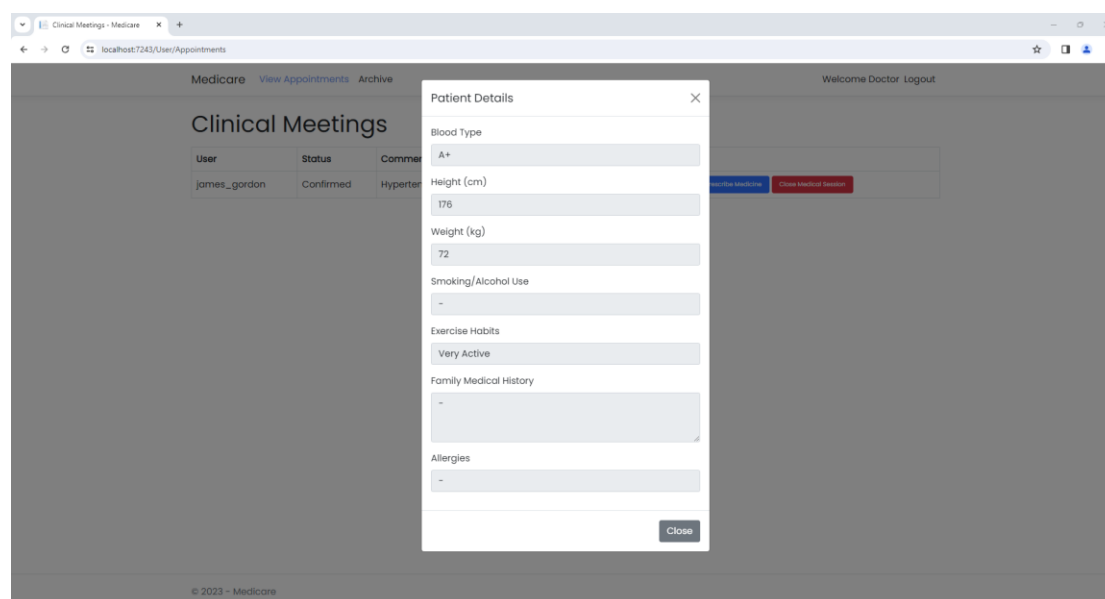 Clinical Meetings - Medicare
localhost:7243/User/Appointments
Medicare View Appointments Archive Welcome Doctor Logout
Clinical Meetings
User Status
james_gordon Confirmed Close Medical Session
Patient Details
Blood Type
A+
Height (cm)
176
Weight (kg)
72
Smoking/Alcohol Use
-
Exercise Habits
Very Active
Family Medical History
-
Allergies
-
Close
© 2023 - Medicare